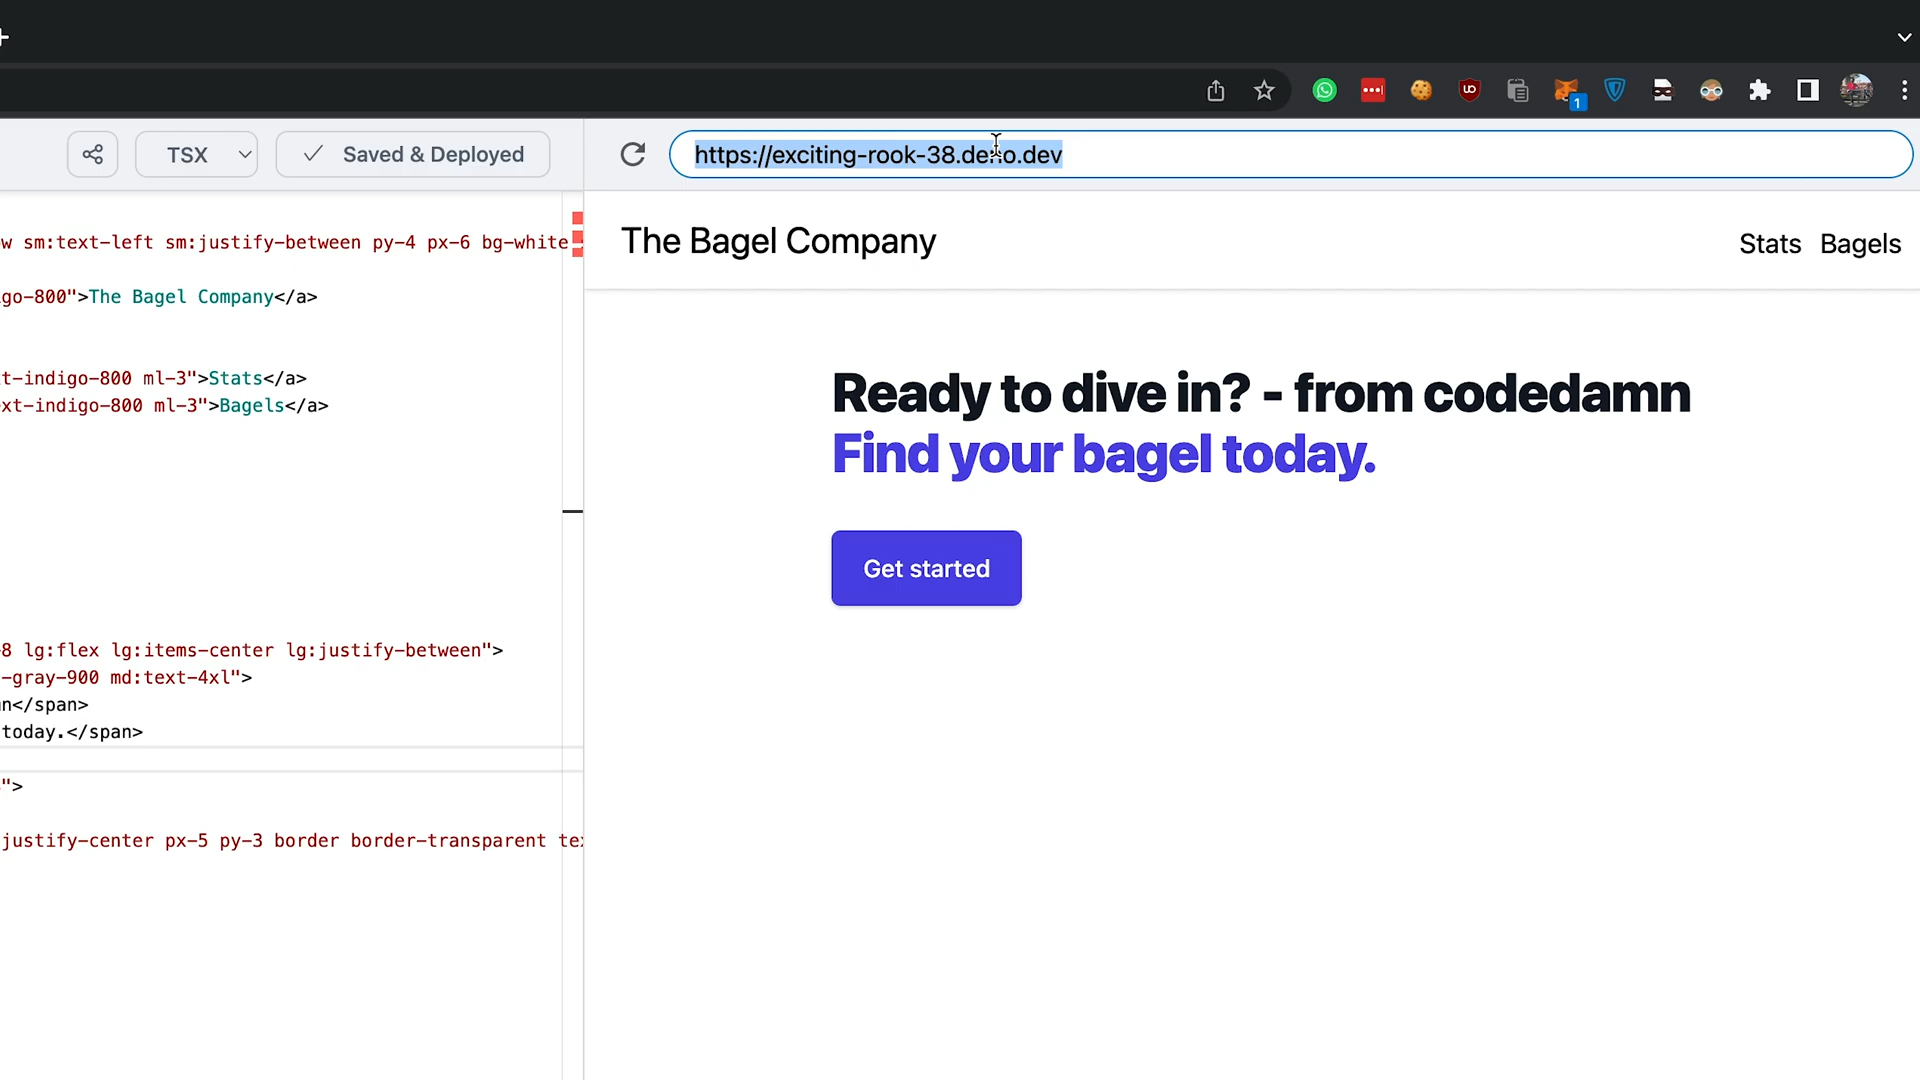 1
TSX
Saved & Deployed
https://exciting-rook-38.deno.dev
w sm:text-left sm:justify-between py-4 px-6 bg-white
go-800">The Bagel Company</a>
t-indigo-800 ml-3">Stats</a>
xt-indigo-800 ml-3">Bagels</a>
8 lg:flex lg:items-center lg:justify-between">
-gray-900 md:text-4xl">
n</span>
today.</span>
">
justify-center px-5 py-3 border border-transparent tex
The Bagel Company
Stats Bagels
Ready to dive in? - from codedamn
Find your bagel today.
Get started